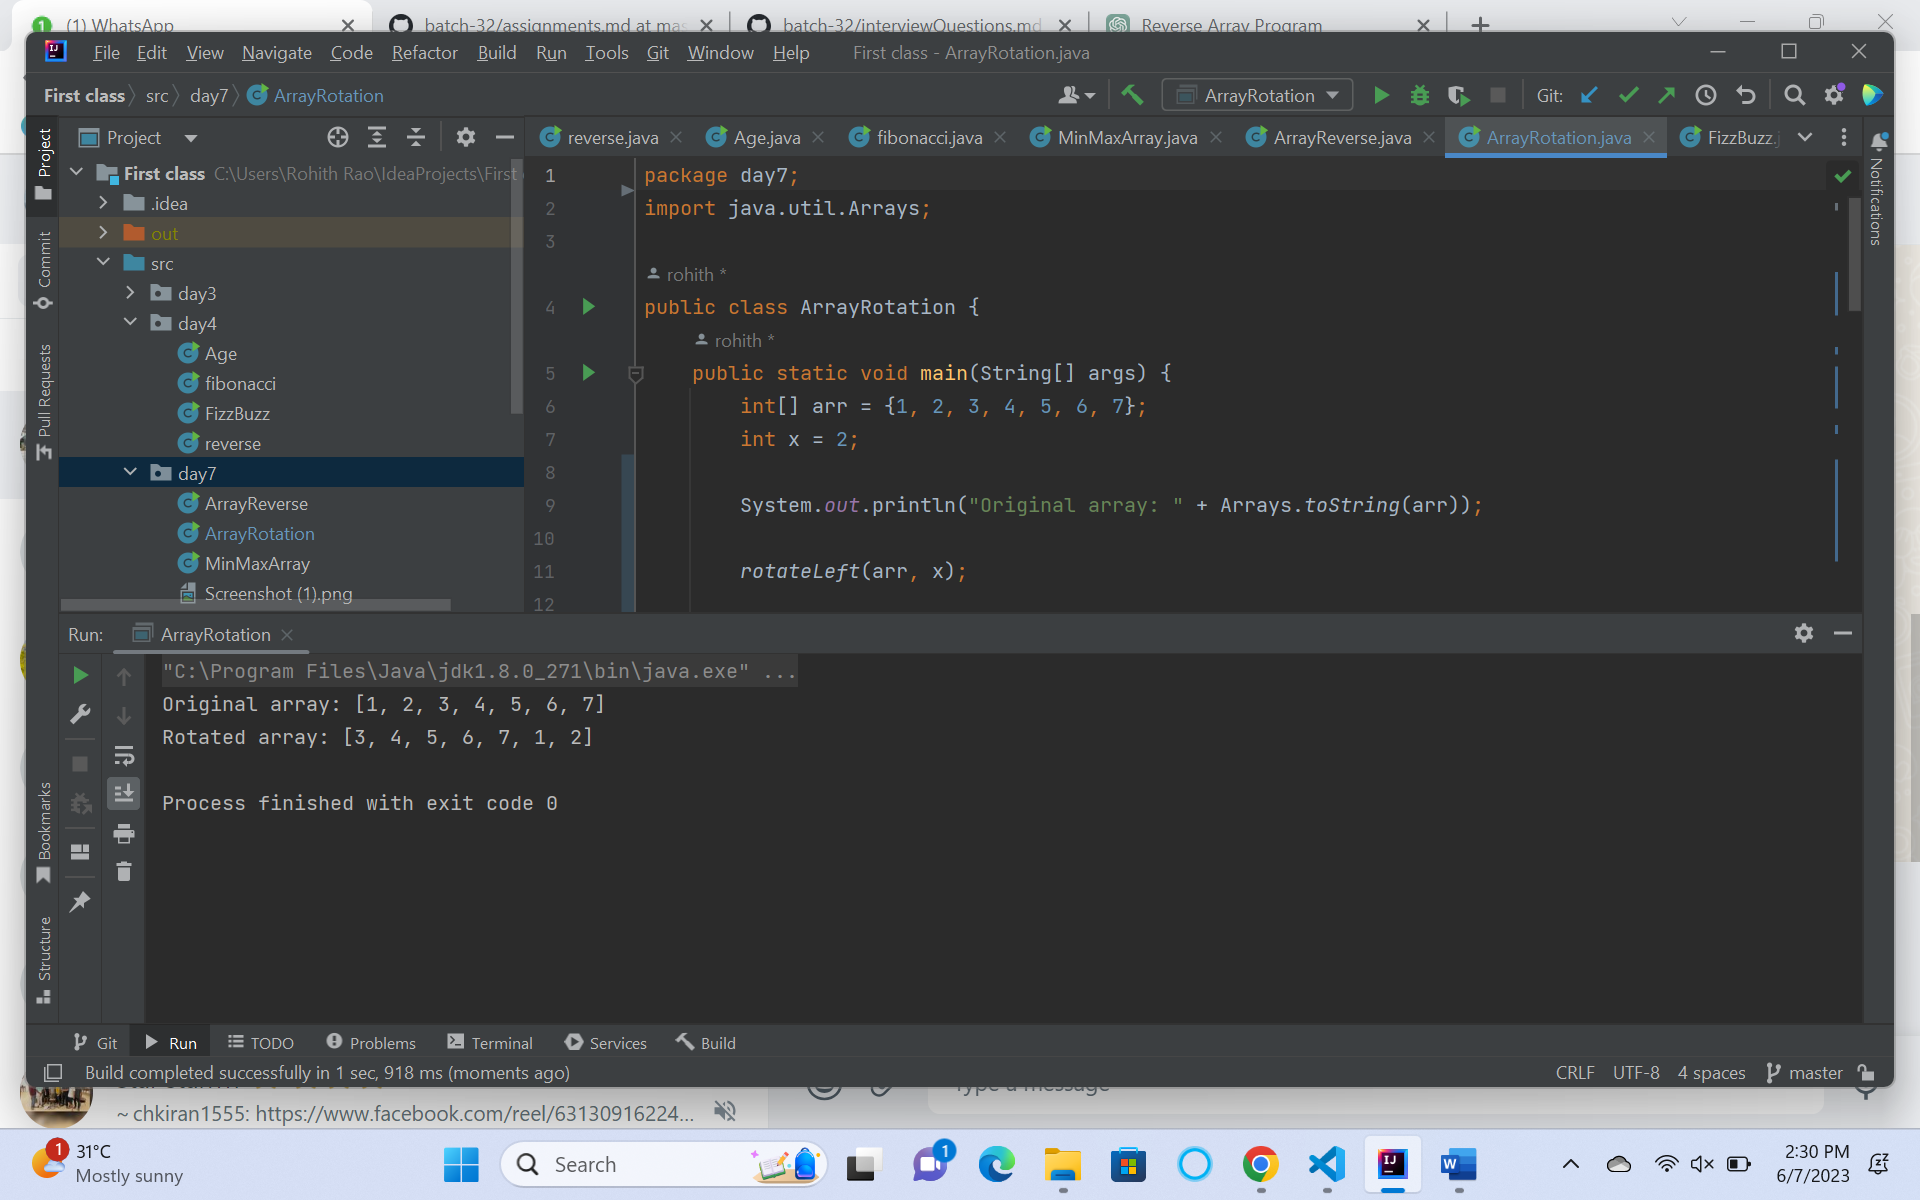 (1) WhatsApp
batch-32/assignments.md at mas
batch-32/interviewQuestions.md
Reverse Array Program
File Edit View Navigate Code Refactor Build Run Tools Git Window Help First class - ArrayRotation.java
First class src day7 ArrayRotation
ArrayRotation
Git:
Project
reverse.java
Age.java
fibonacci.java
MinMaxArray.java
ArrayReverse.java
ArrayRotation.java
FizzBuzz.j
Project
Commit
Pull Requests
Bookmarks
Structure
Notifications
First class C:\Users\Rohith Rao\IdeaProjects\First
.idea
out
src
day3
day4
Age
fibonacci
FizzBuzz
reverse
day7
ArrayReverse
ArrayRotation
MinMaxArray
Screenshot (1).png
1 package day7;
2 import java.util.Arrays;
3
rohith *
4 public class ArrayRotation {
rohith *
5 public static void main(String[] args) {
6 int[] arr = {1, 2, 3, 4, 5, 6, 7};
7 int x = 2;
8
9 System.out.println("Original array: " + Arrays.toString(arr));
10
11 rotateLeft(arr, x);
12
Run: ArrayRotation
"C:\Program Files\Java\jdk1.8.0_271\bin\java.exe" ...
Original array: [1, 2, 3, 4, 5, 6, 7]
Rotated array: [3, 4, 5, 6, 7, 1, 2]
Process finished with exit code 0
Git Run TODO Problems Terminal Services Build
Build completed successfully in 1 sec, 918 ms (moments ago)
CRLF UTF-8 4 spaces master
Type a message
~ chkiran1555: https://www.facebook.com/reel/63130916224...
1
31°C
Mostly sunny
Search
1
2:30 PM
6/7/2023